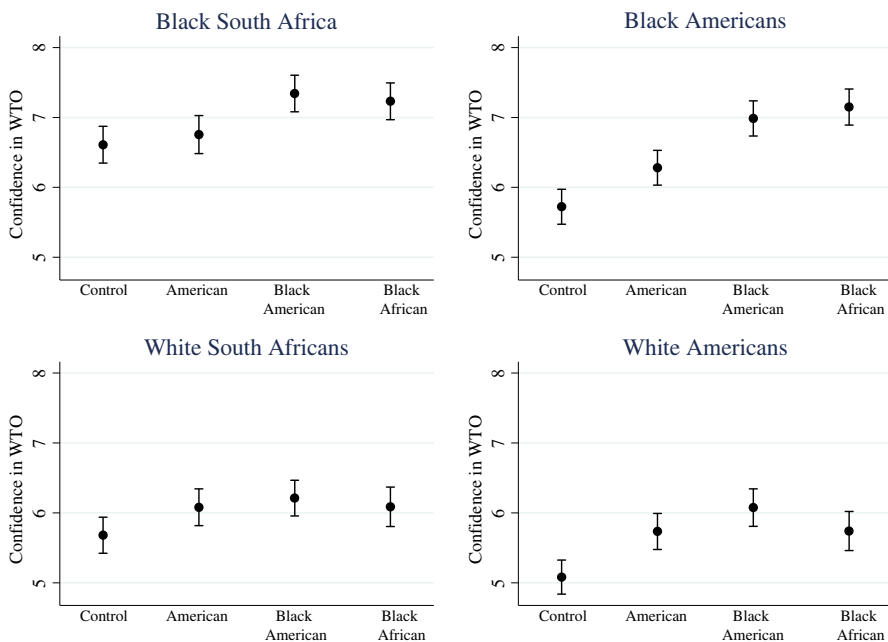 Black South Africa
Confidence in WTO
8
7
6
5
Control American Black American Black African
Black Americans
Confidence in WTO
8
7
6
5
Control American Black American Black African
White South Africans
Confidence in WTO
8
7
6
5
Control American Black American Black African
White Americans
Confidence in WTO
8
7
6
5
Control American Black American Black African